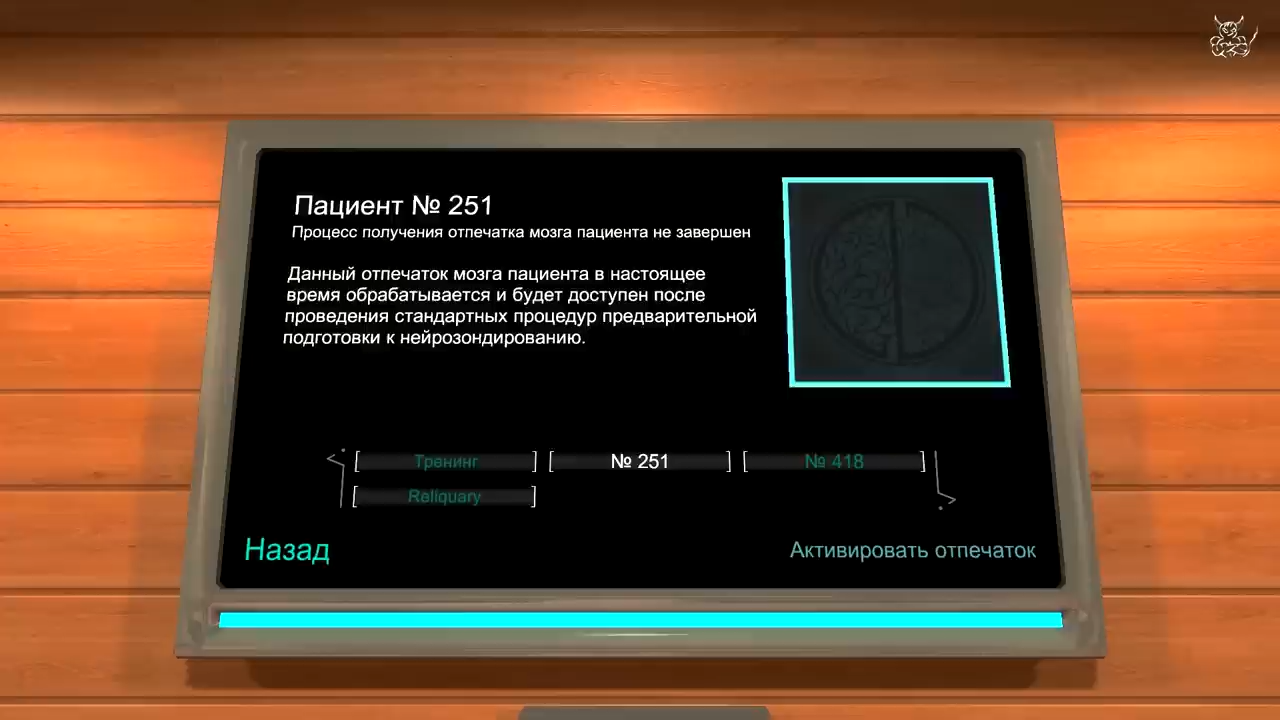 Пациент № 251
Процесс получения отпечатка мозга пациента не завершен
Данный отпечаток мозга пациента в настоящее
время обрабатывается и будет доступен после
проведения стандартных процедур предварительной
подготовки к нейрозондированию.
[ Тренинг ] [ № 251 ] [ № 418 ]
[ Reliquary ]
Назад Активировать отпечаток